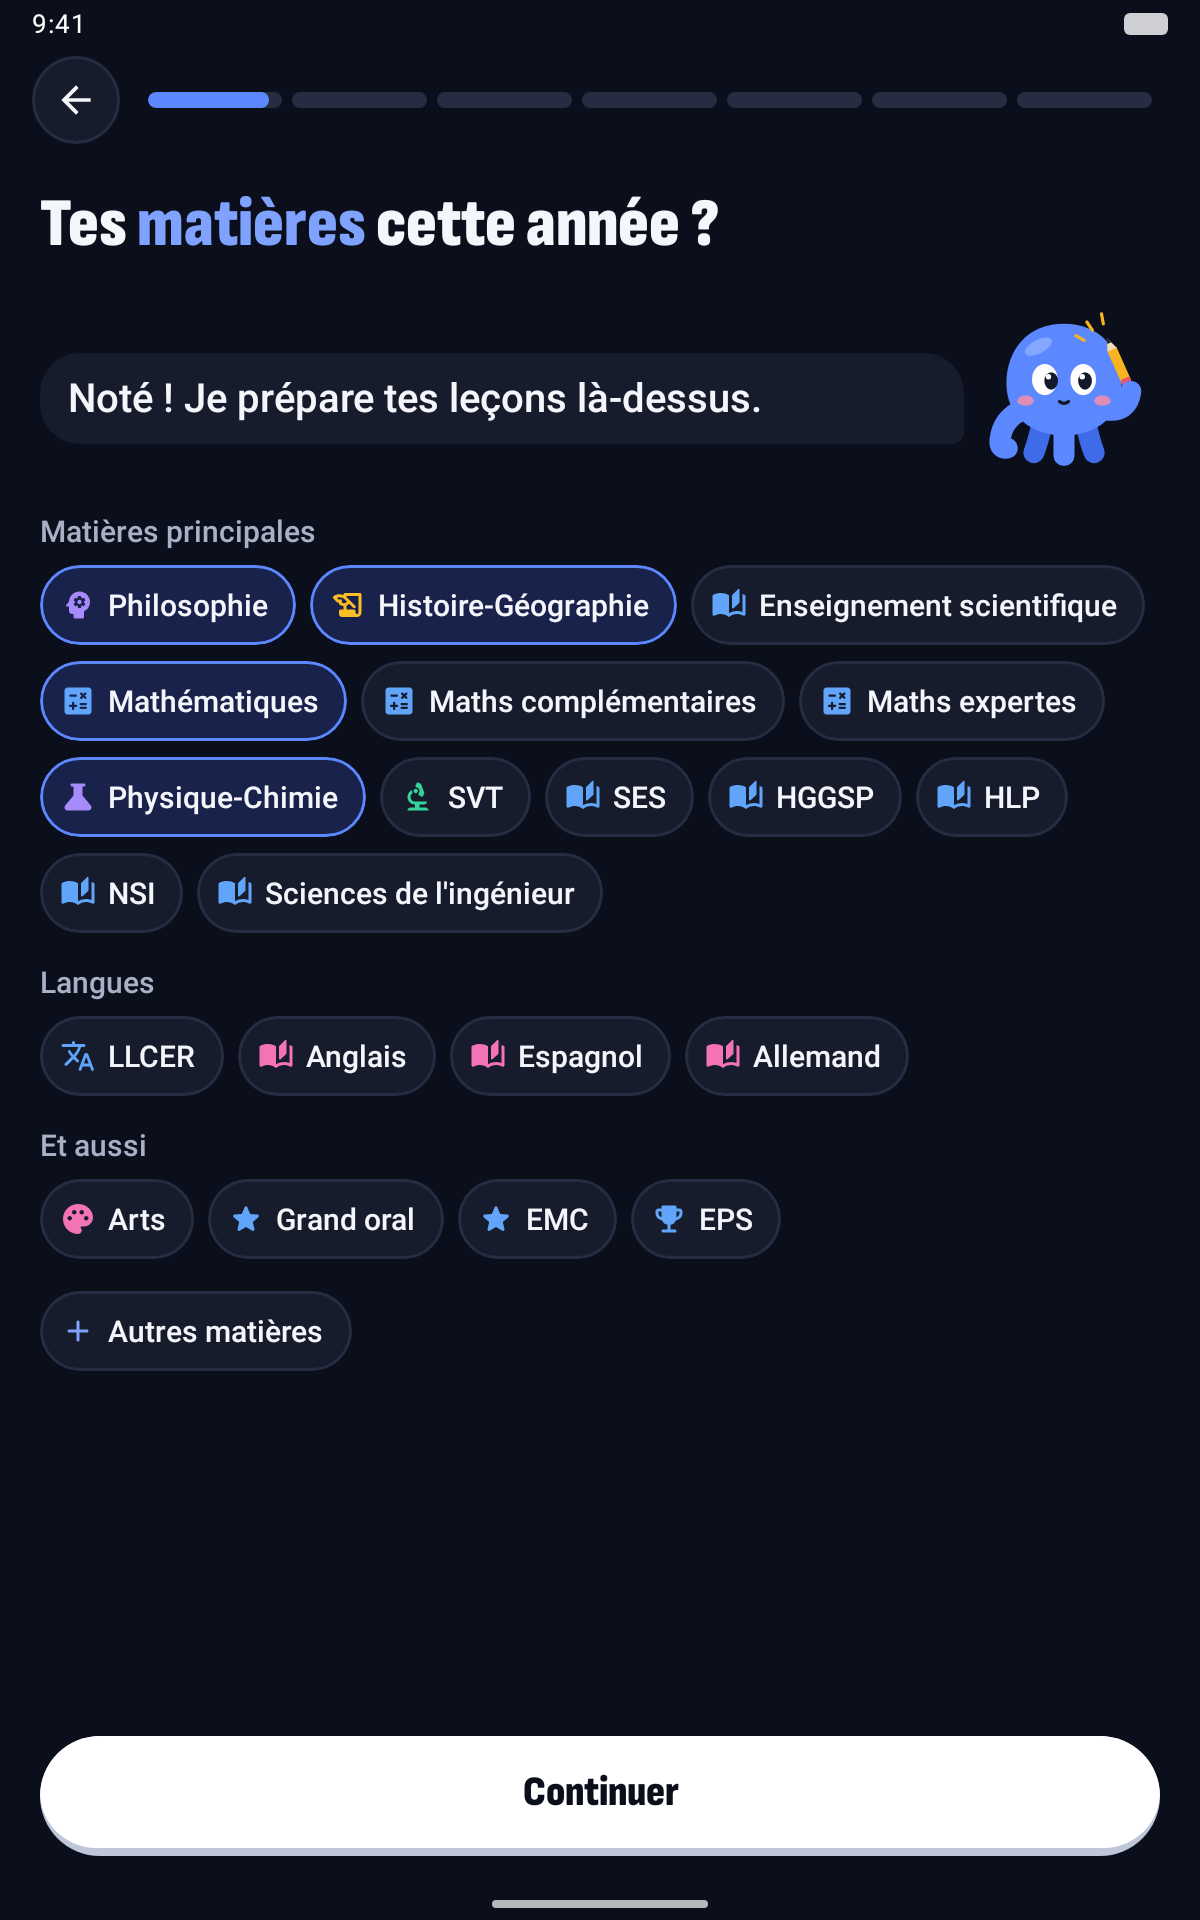 9:41
Tes matières cette année ?
Noté ! Je prépare tes leçons là-dessus.
Matières principales
Philosophie
Histoire-Géographie
Enseignement scientifique
Mathématiques
Maths complémentaires
Maths expertes
Physique-Chimie
SVT
SES
HGGSP
HLP
NSI
Sciences de l'ingénieur
Langues
LLCER
Anglais
Espagnol
Allemand
Et aussi
Arts
Grand oral
EMC
EPS
Autres matières
Continuer